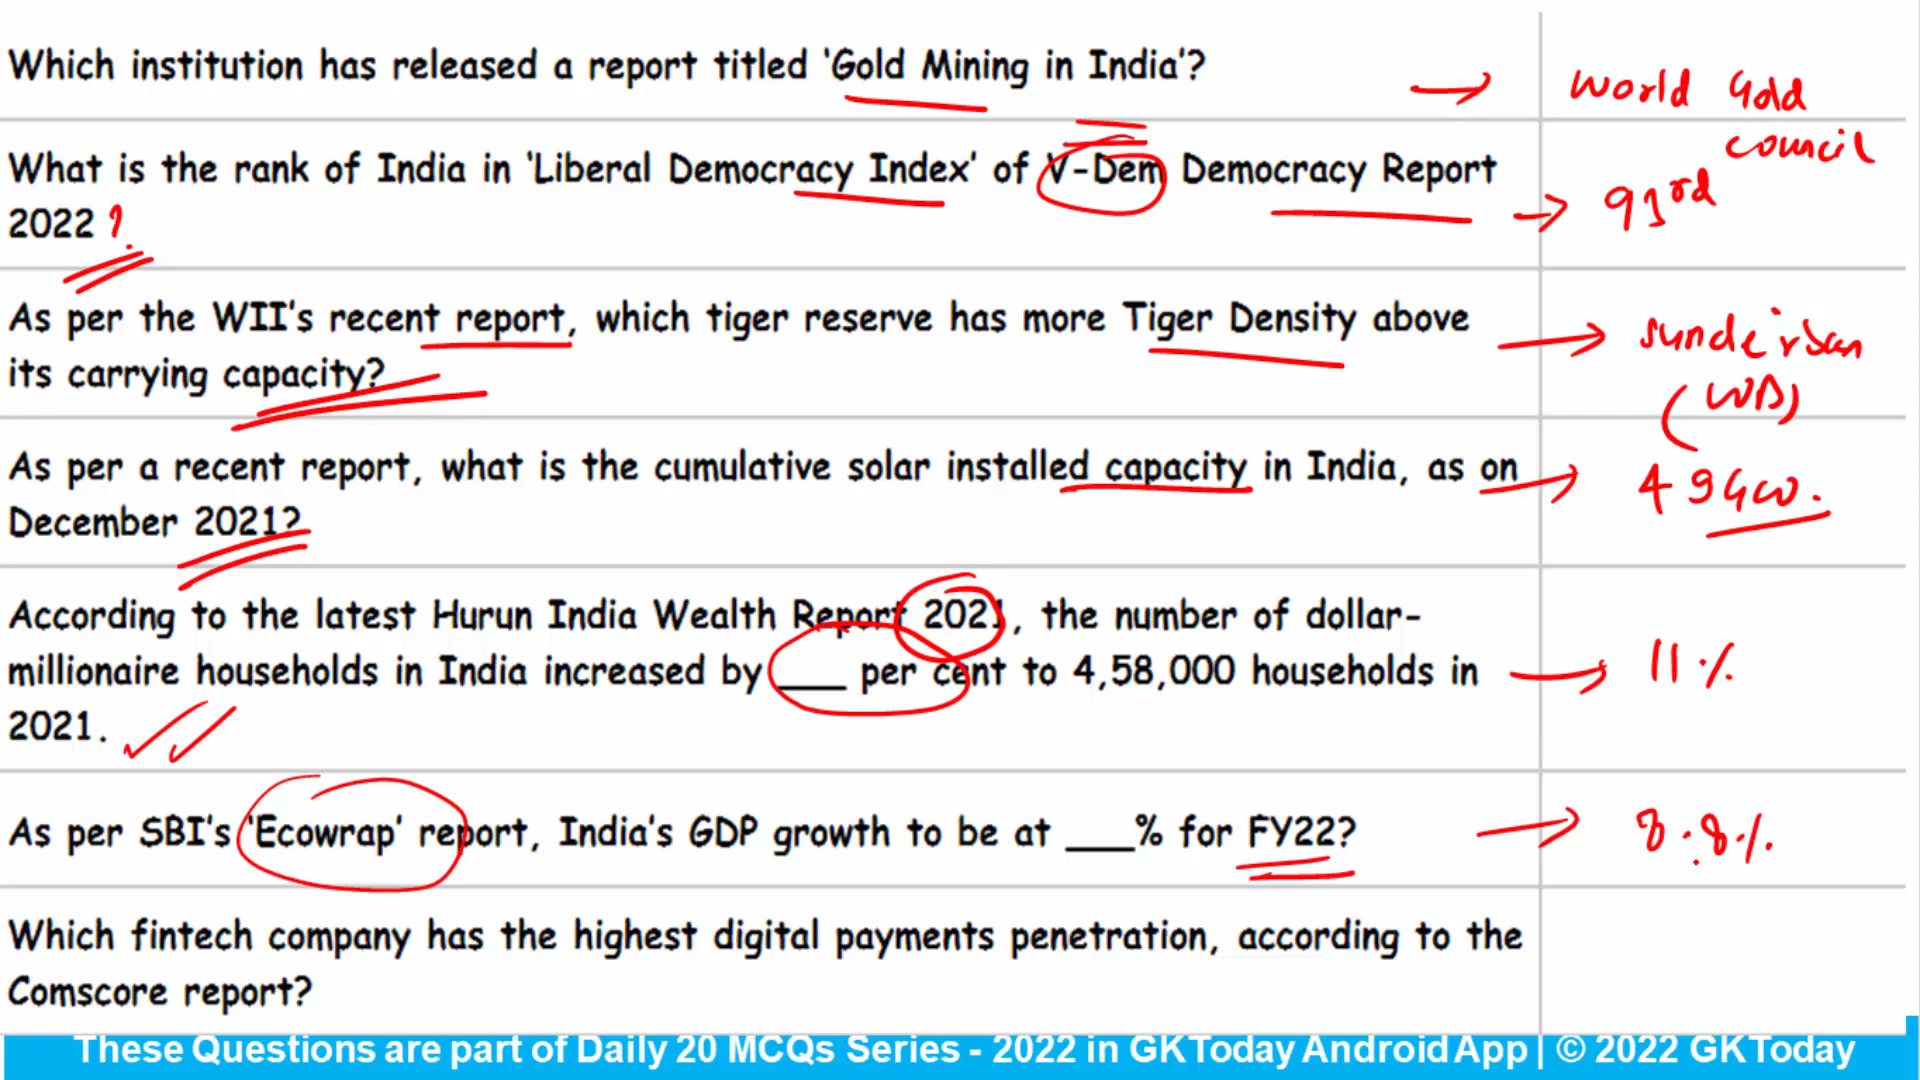 Which institution has released a report titled 'Gold Mining in India'?
World Gold
council
What is the rank of India in 'Liberal Democracy Index' of V-Dem Democracy Report
2022 ?
93rd
As per the WII's recent report, which tiger reserve has more Tiger Density above
its carrying capacity?
Sunderban
(WB)
As per a recent report, what is the cumulative solar installed capacity in India, as on
December 2021?
49GW.
According to the latest Hurun India Wealth Report 2021, the number of dollar-
millionaire households in India increased by ___ per cent to 4,58,000 households in
2021.
11%
As per SBI's 'Ecowrap' report, India's GDP growth to be at ___% for FY22?
8.8%
Which fintech company has the highest digital payments penetration, according to the
Comscore report?
These Questions are part of Daily 20 MCQs Series - 2022 in GKToday Android App | © 2022 GKToday